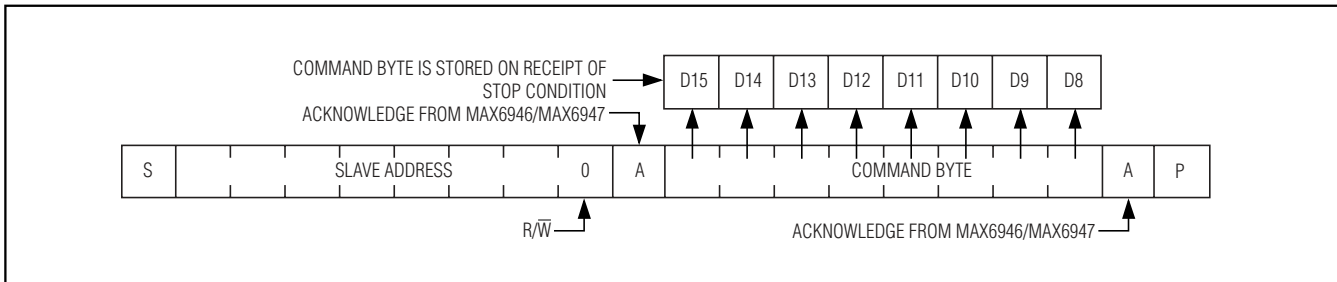 COMMAND BYTE IS STORED ON RECEIPT OF
STOP CONDITION
D15 D14 D13 D12 D11 D10 D9 D8
ACKNOWLEDGE FROM MAX6946/MAX6947
S SLAVE ADDRESS 0 A COMMAND BYTE A P
R/W̅ ACKNOWLEDGE FROM MAX6946/MAX6947